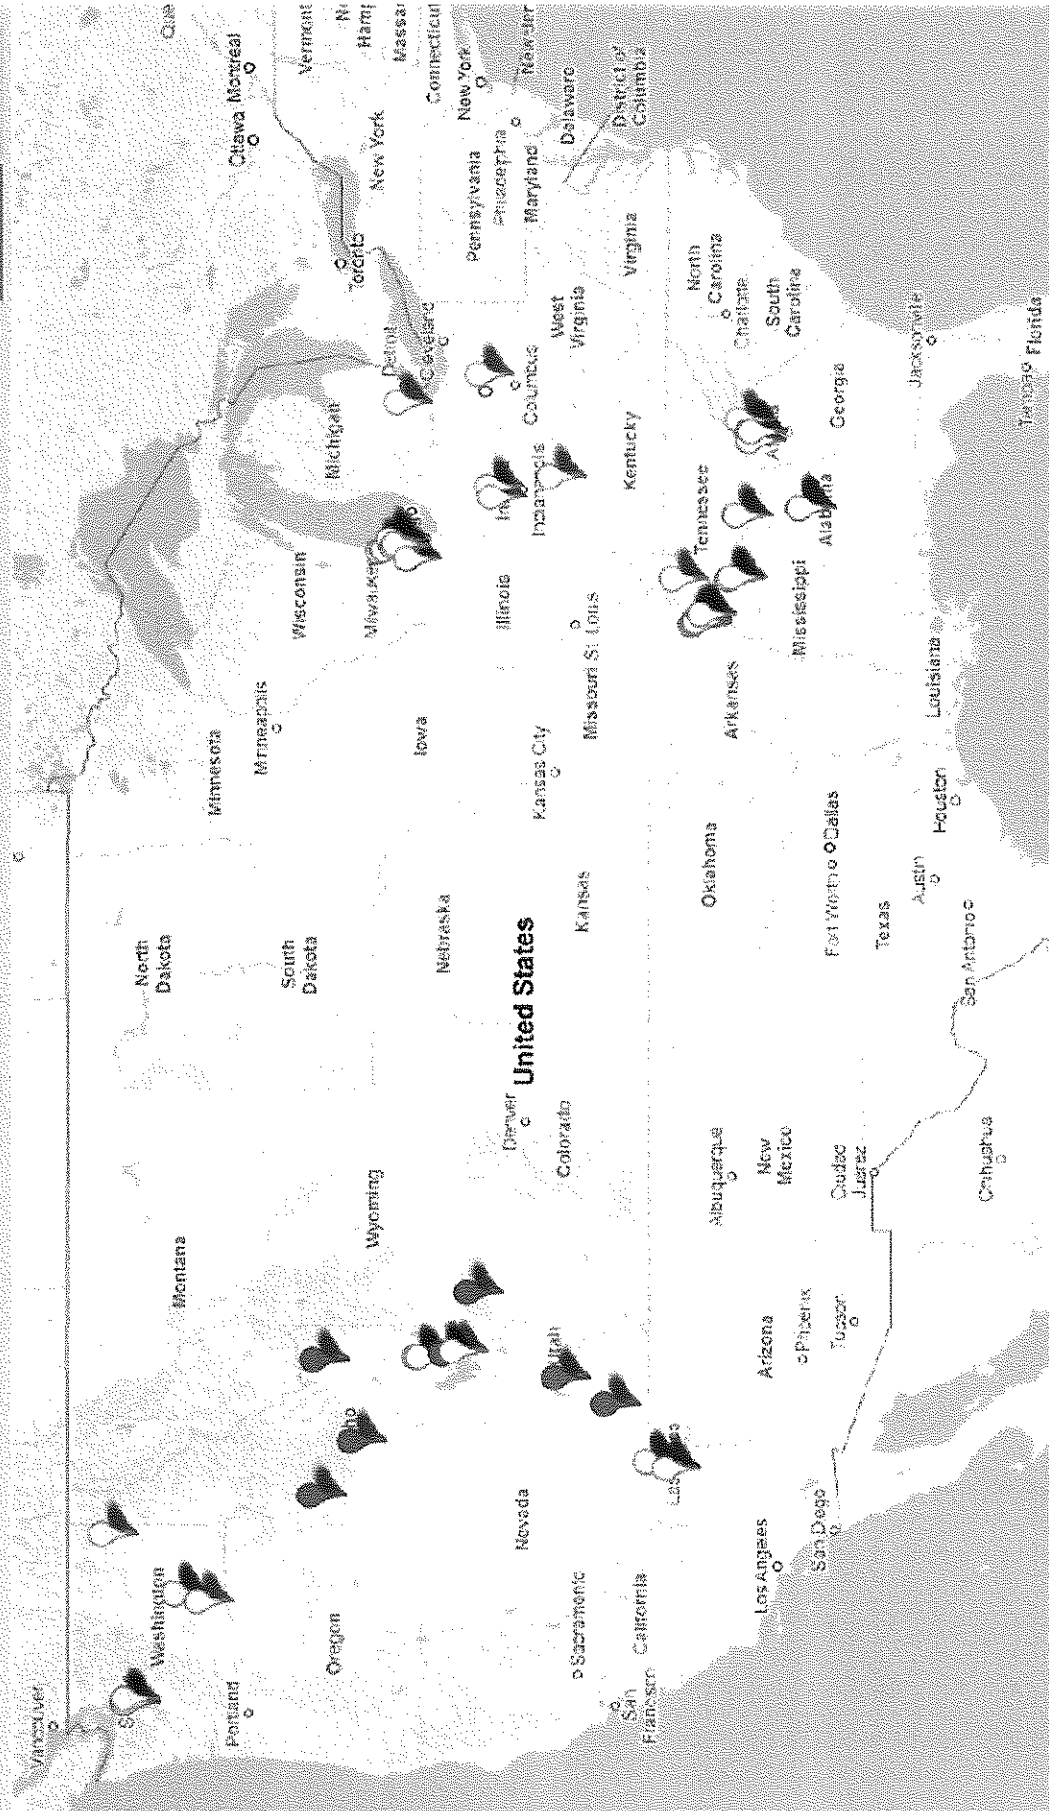 Vancouver
Washington
Portland
Oregon
Montana
North
Dakota
South
Dakota
Minnesota
Minneapolis
Wisconsin
Michigan
Ottawa
Montreal
Toronto
Vermont
New York
Massa
Connecticut
New York
Pennsylvania
Philadelphia
Maryland
Delaware
District of
Columbia
Detroit
Cleveland
Columbus
West
Virginia
Virginia
Indianapolis
Illinois
Iowa
Nebraska
Wyoming
United States
Denver
Colorado
Kansas
Kansas City
Missouri
St. Louis
Kentucky
Tennessee
North
Carolina
Charlotte
South
Carolina
Georgia
Mississippi
Arkansas
Oklahoma
Albuquerque
New
Mexico
Arizona
Phoenix
Tucson
Nevada
Sacramento
San
Francisco
California
Los Angeles
San Diego
Las
Ciudad
Juárez
Chihuahua
Fort Worth
Dallas
Texas
Austin
San Antonio
Houston
Louisiana
Jacksonville
Tampa
Florida